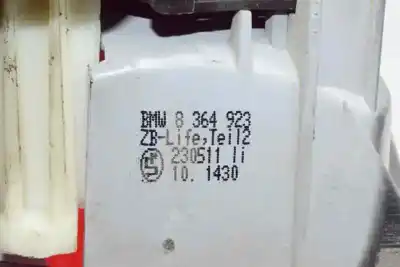 BMW 8 364 923
ZB-Life,Teil2
230511 li
10. 1430